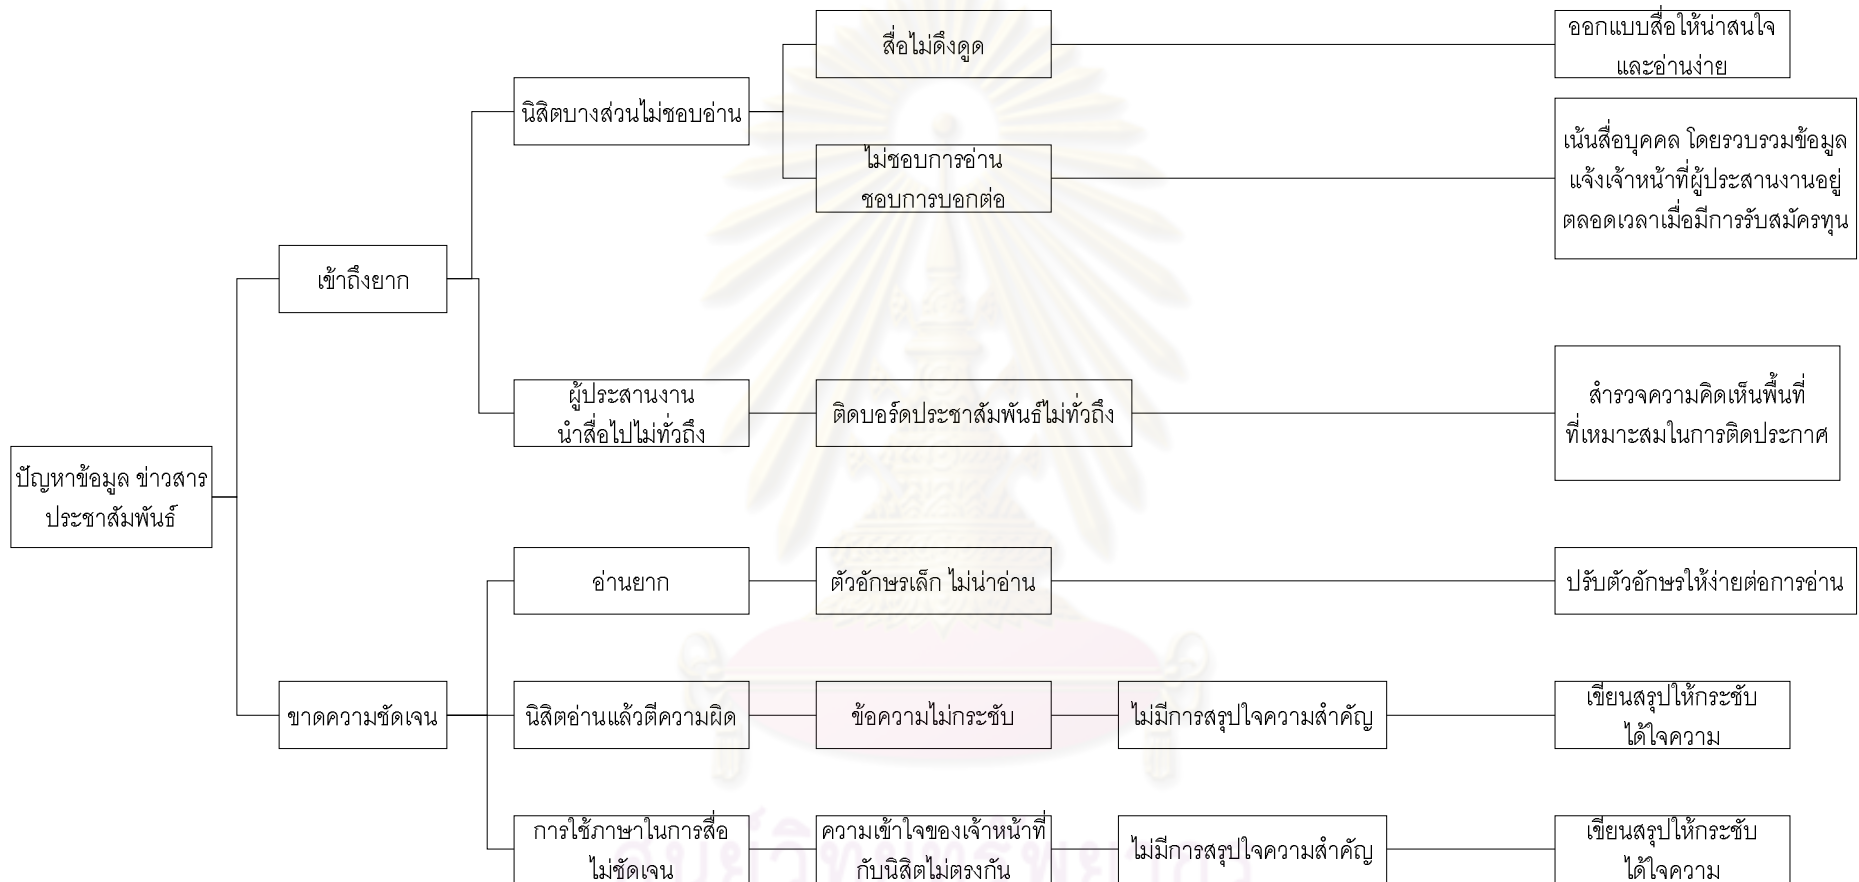 สื่อไม่ดึงดูด
ออกแบบสื่อให้น่าสนใจ
และอ่านง่าย
นิสิตบางส่วนไม่ชอบอ่าน
ไม่ชอบการอ่าน
ชอบการบอกต่อ
เน้นสื่อบุคคล โดยรวบรวมข้อมูล
แจ้งเจ้าหน้าที่ผู้ประสานงานอยู่
ตลอดเวลาเมื่อมีการรับสมัครทุน
เข้าถึงยาก
ผู้ประสานงาน
นำสื่อไปไม่ทั่วถึง
ติดบอร์ดประชาสัมพันธ์ไม่ทั่วถึง
สำรวจความคิดเห็นพื้นที่
ที่เหมาะสมในการติดประกาศ
ปัญหาข้อมูล ข่าวสาร
ประชาสัมพันธ์
อ่านยาก
ตัวอักษรเล็ก ไม่น่าอ่าน
ปรับตัวอักษรให้ง่ายต่อการอ่าน
ขาดความชัดเจน
นิสิตอ่านแล้วตีความผิด
ข้อความไม่กระชับ
ไม่มีการสรุปใจความสำคัญ
เขียนสรุปให้กระชับ
ได้ใจความ
การใช้ภาษาในการสื่อ
ไม่ชัดเจน
ความเข้าใจของเจ้าหน้าที่
กับนิสิตไม่ตรงกัน
ไม่มีการสรุปใจความสำคัญ
เขียนสรุปให้กระชับ
ได้ใจความ
ศูนย์วิทยทรัพยากร